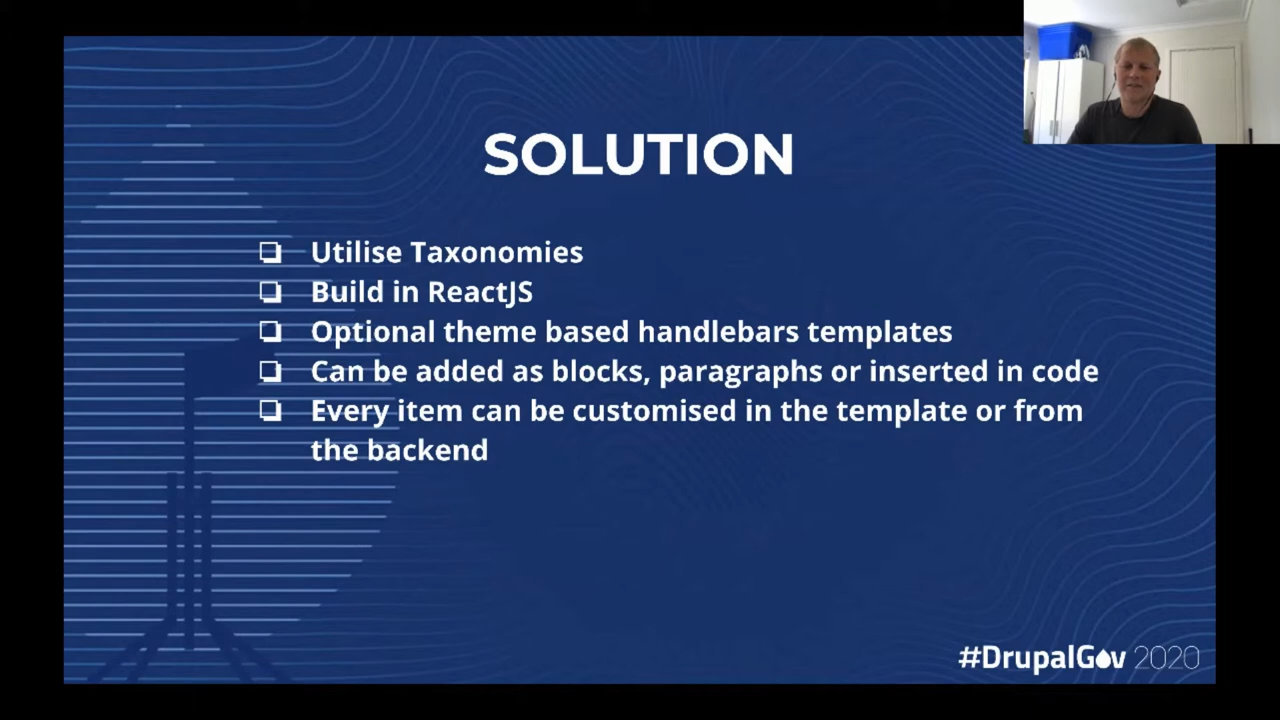 SOLUTION
❏ Utilise Taxonomies
❏ Build in ReactJS
❏ Optional theme based handlebars templates
❏ Can be added as blocks, paragraphs or inserted in code
❏ Every item can be customised in the template or from
the backend
#DrupalGov 2020